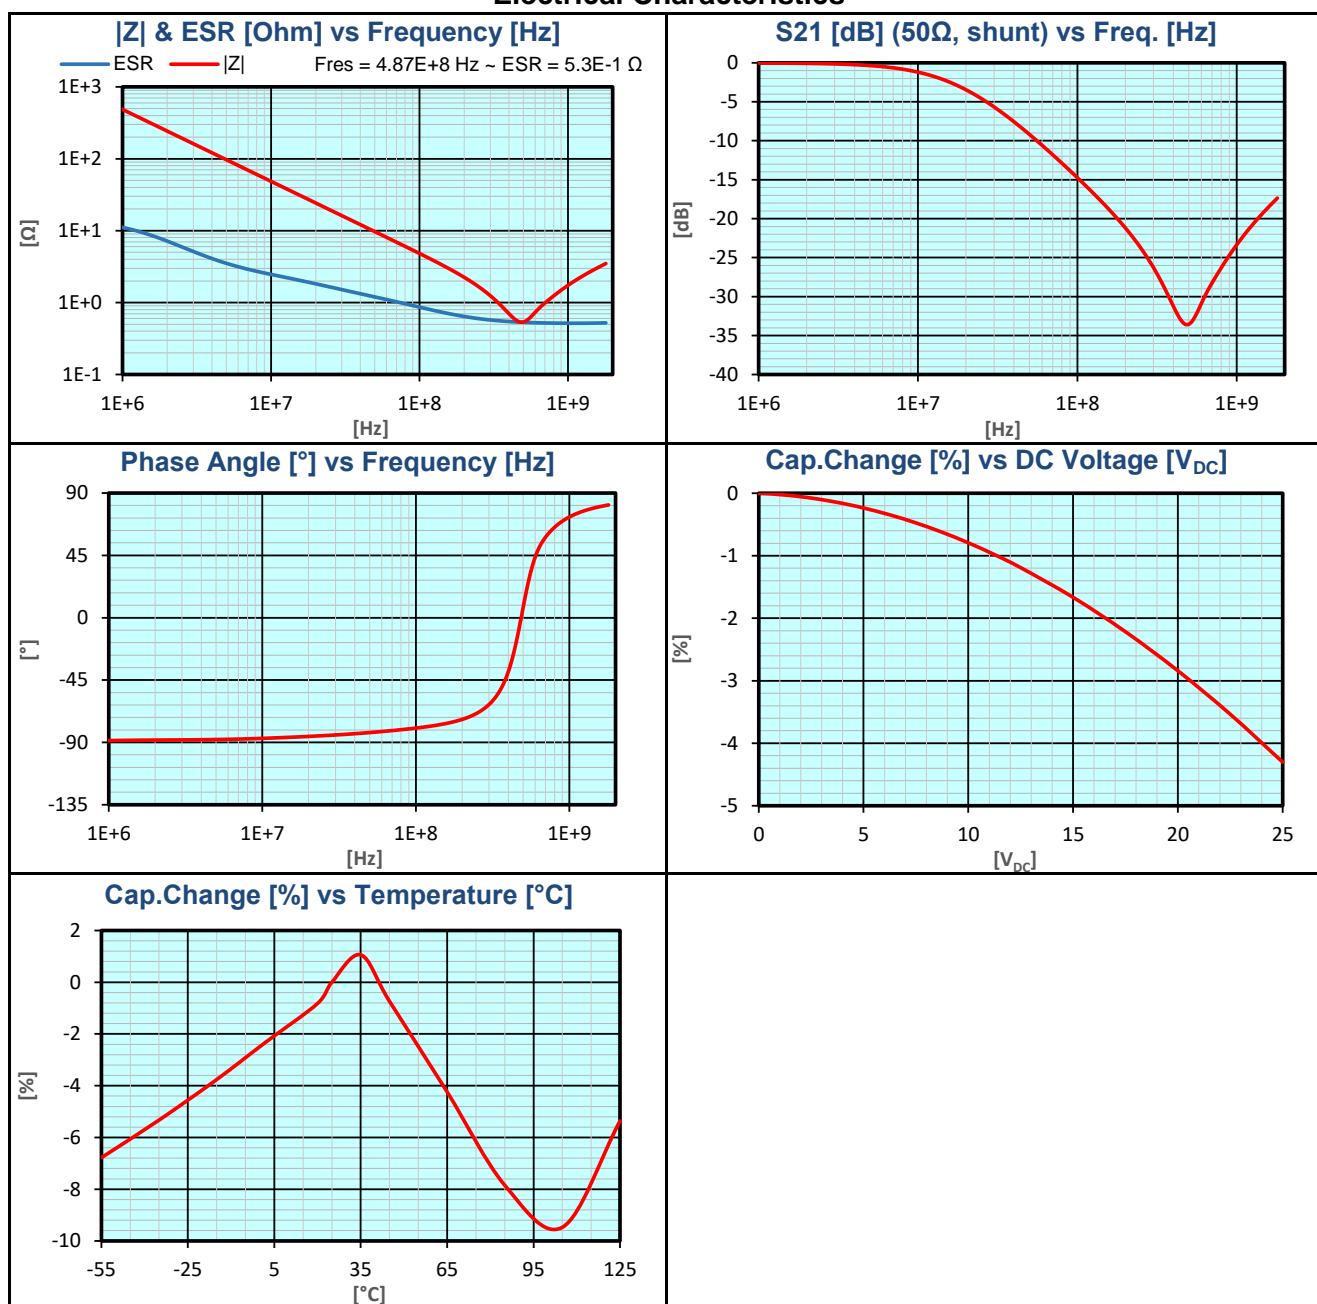 |Z| & ESR [Ohm] vs Frequency [Hz]
ESR |Z| Fres = 4.87E+8 Hz ~ ESR = 5.3E-1 Ω
1E+3
1E+2
1E+1
1E+0
1E-1
[Ω]
1E+6 1E+7 1E+8 1E+9
[Hz]
S21 [dB] (50Ω, shunt) vs Freq. [Hz]
0
-5
-10
-15
-20
-25
-30
-35
-40
[dB]
1E+6 1E+7 1E+8 1E+9
[Hz]
Phase Angle [°] vs Frequency [Hz]
90
45
0
-45
-90
-135
[°]
1E+6 1E+7 1E+8 1E+9
[Hz]
Cap.Change [%] vs DC Voltage [VDC]
0
-1
-2
-3
-4
-5
[%]
0 5 10 15 20 25
[VDC]
Cap.Change [%] vs Temperature [°C]
2
0
-2
-4
-6
-8
-10
[%]
-55 -25 5 35 65 95 125
[°C]